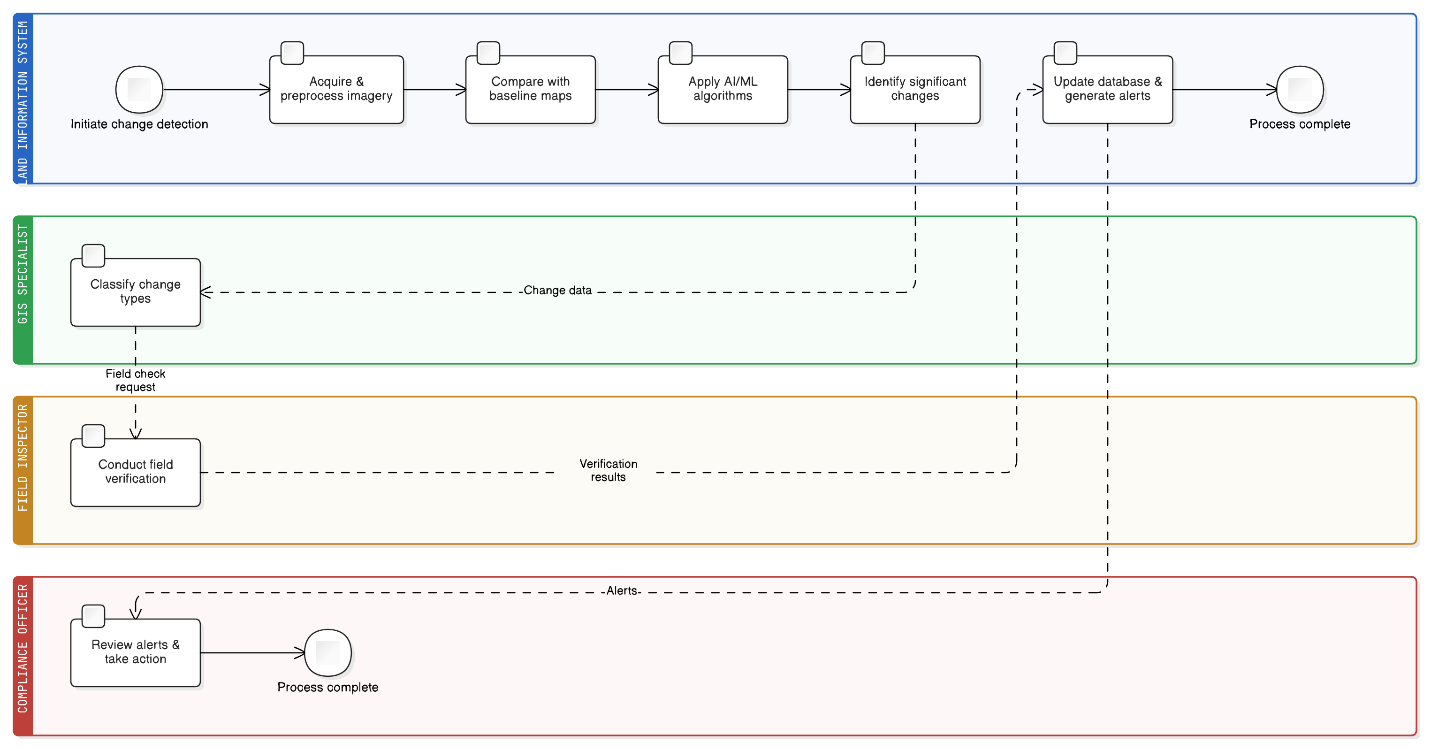 LAND INFORMATION SYSTEM
Acquire &
preprocess imagery
Compare with
baseline maps
Apply AI/ML
algorithms
Identify significant
changes
Update database &
generate alerts
Initiate change detection
Process complete
GIS SPECIALIST
Classify change
types
Change data
Field check
request
FIELD INSPECTOR
Conduct field
verification
Verification
results
COMPLIANCE OFFICER
Alerts
Review alerts &
take action
Process complete